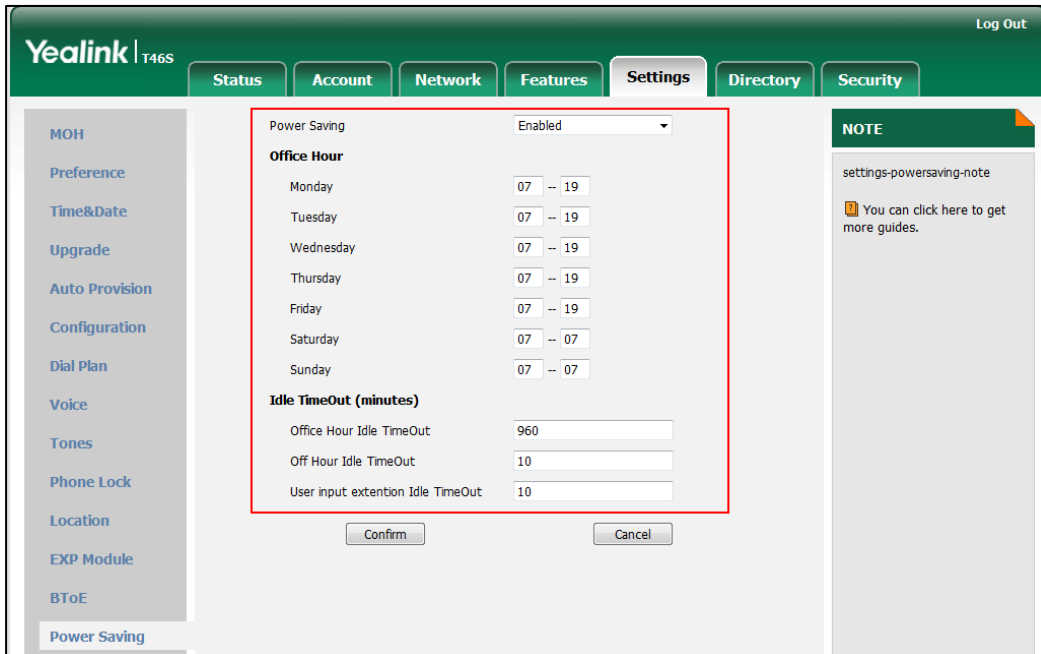 Log Out
Yealink T46S
Status Account Network Features Settings Directory Security
MOH
Preference
Time&Date
Upgrade
Auto Provision
Configuration
Dial Plan
Voice
Tones
Phone Lock
Location
EXP Module
BToE
Power Saving
Power Saving Enabled
Office Hour
Monday 07 -- 19
Tuesday 07 -- 19
Wednesday 07 -- 19
Thursday 07 -- 19
Friday 07 -- 19
Saturday 07 -- 07
Sunday 07 -- 07
Idle TimeOut (minutes)
Office Hour Idle TimeOut 960
Off Hour Idle TimeOut 10
User input extention Idle TimeOut 10
Confirm Cancel
NOTE
settings-powersaving-note
You can click here to get
more guides.